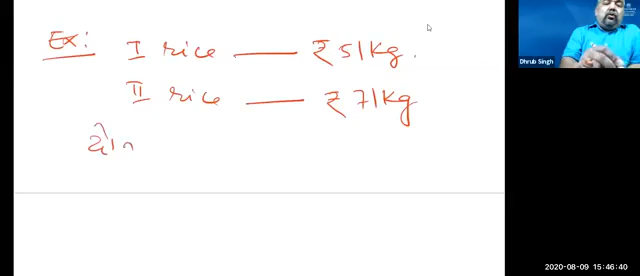 Ex: I rice — ₹5/kg.
II rice — ₹7/kg
Dhrub Singh
2020-08-09 15:46:40